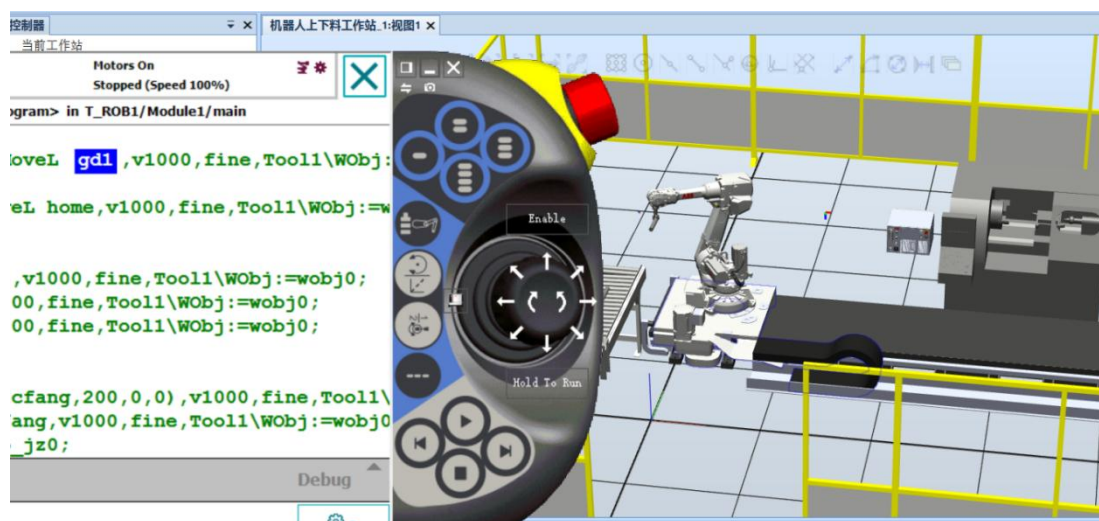 控制器
机器人上下料工作站_1:视图1
当前工作站
Motors On
Stopped (Speed 100%)
ogram> in T_ROB1/Module1/main
oveL gd1 ,v1000,fine,Tool1\WObj:
eL home,v1000,fine,Tool1\WObj:=w
,v1000,fine,Tool1\WObj:=wobj0;
00,fine,Tool1\WObj:=wobj0;
00,fine,Tool1\WObj:=wobj0;
cfang,200,0,0),v1000,fine,Tool1\
ang,v1000,fine,Tool1\WObj:=wobj0
_jz0;
Debug
Enable
Hold To Run